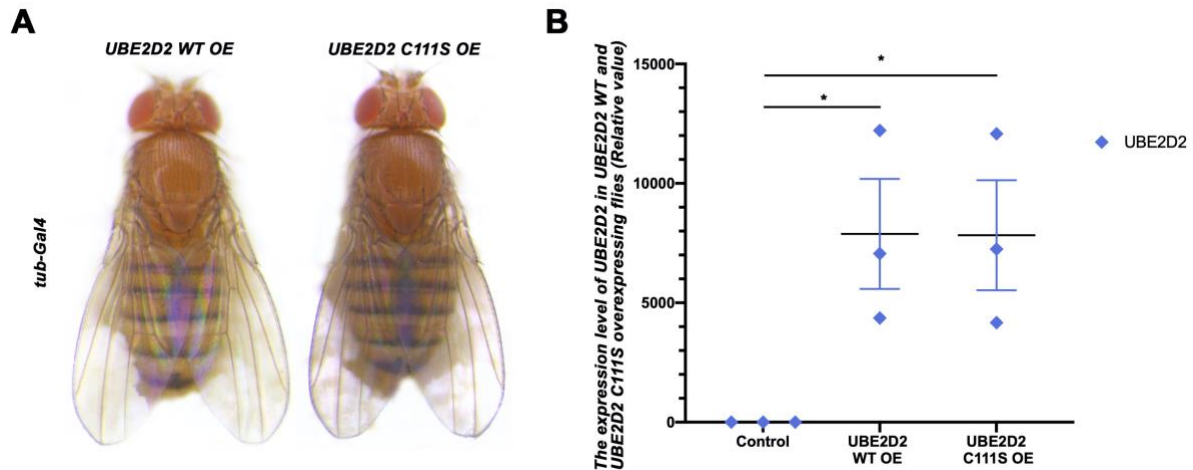 A
UBE2D2 WT OE
UBE2D2 C111S OE
tub-Gal4
B
The expression level of UBE2D2 in UBE2D2 WT and
UBE2D2 C111S overexpressing flies (Relative value)
15000
10000
5000
0
*
*
Control
UBE2D2
WT OE
UBE2D2
C111S OE
UBE2D2